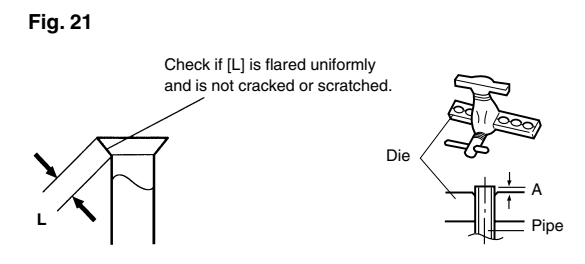 Fig. 21
Check if [L] is flared uniformly
and is not cracked or scratched.
L
Die
A
Pipe